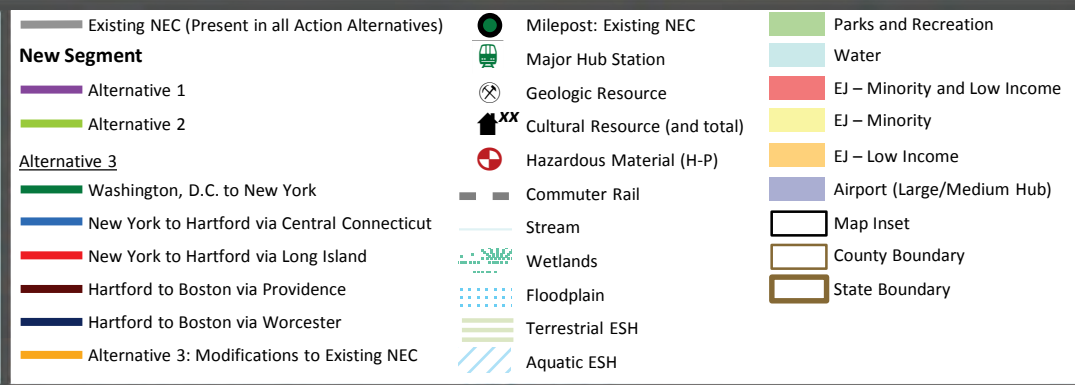 Existing NEC (Present in all Action Alternatives)
New Segment
Alternative 1
Alternative 2
Alternative 3
Washington, D.C. to New York
New York to Hartford via Central Connecticut
New York to Hartford via Long Island
Hartford to Boston via Providence
Hartford to Boston via Worcester
Alternative 3: Modifications to Existing NEC
Milepost: Existing NEC
Major Hub Station
Geologic Resource
XX Cultural Resource (and total)
Hazardous Material (H-P)
Commuter Rail
Stream
Wetlands
Floodplain
Terrestrial ESH
Aquatic ESH
Parks and Recreation
Water
EJ – Minority and Low Income
EJ – Minority
EJ – Low Income
Airport (Large/Medium Hub)
Map Inset
County Boundary
State Boundary